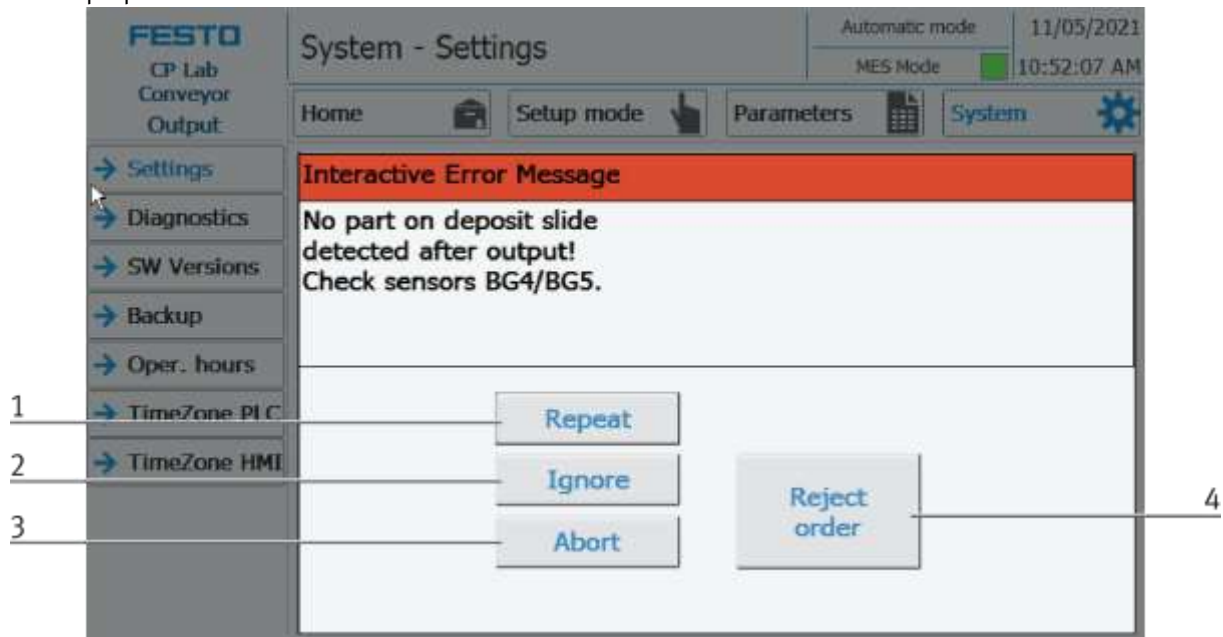 FESTO
CP Lab
Conveyor
Output
System - Settings
Automatic mode
MES Mode
11/05/2021
10:52:07 AM
Home
Setup mode
Parameters
System
Settings
Diagnostics
SW Versions
Backup
Oper. hours
TimeZone PLC
TimeZone HMI
Interactive Error Message
No part on deposit slide
detected after output!
Check sensors BG4/BG5.
1
Repeat
2
Ignore
3
Abort
Reject
order
4